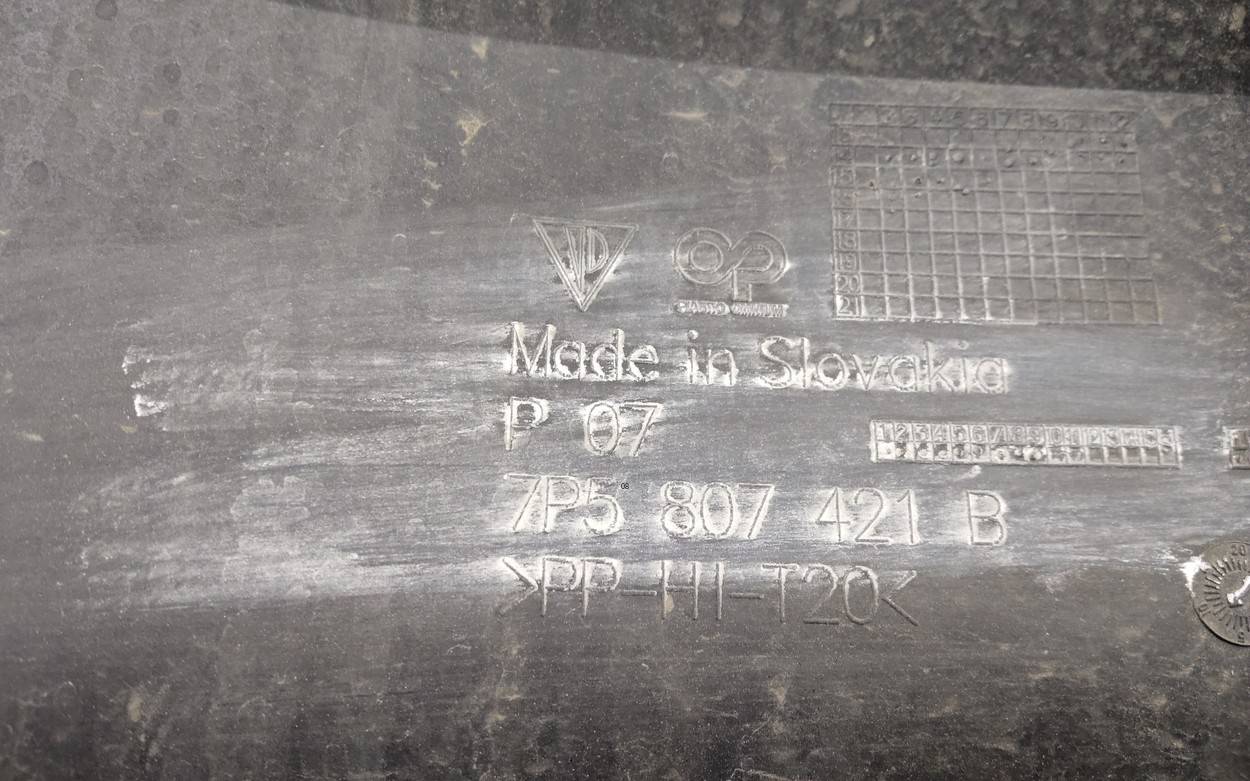 Made in Slovakia
P 07
7P5 807 421 B
>PP-HI-T20<